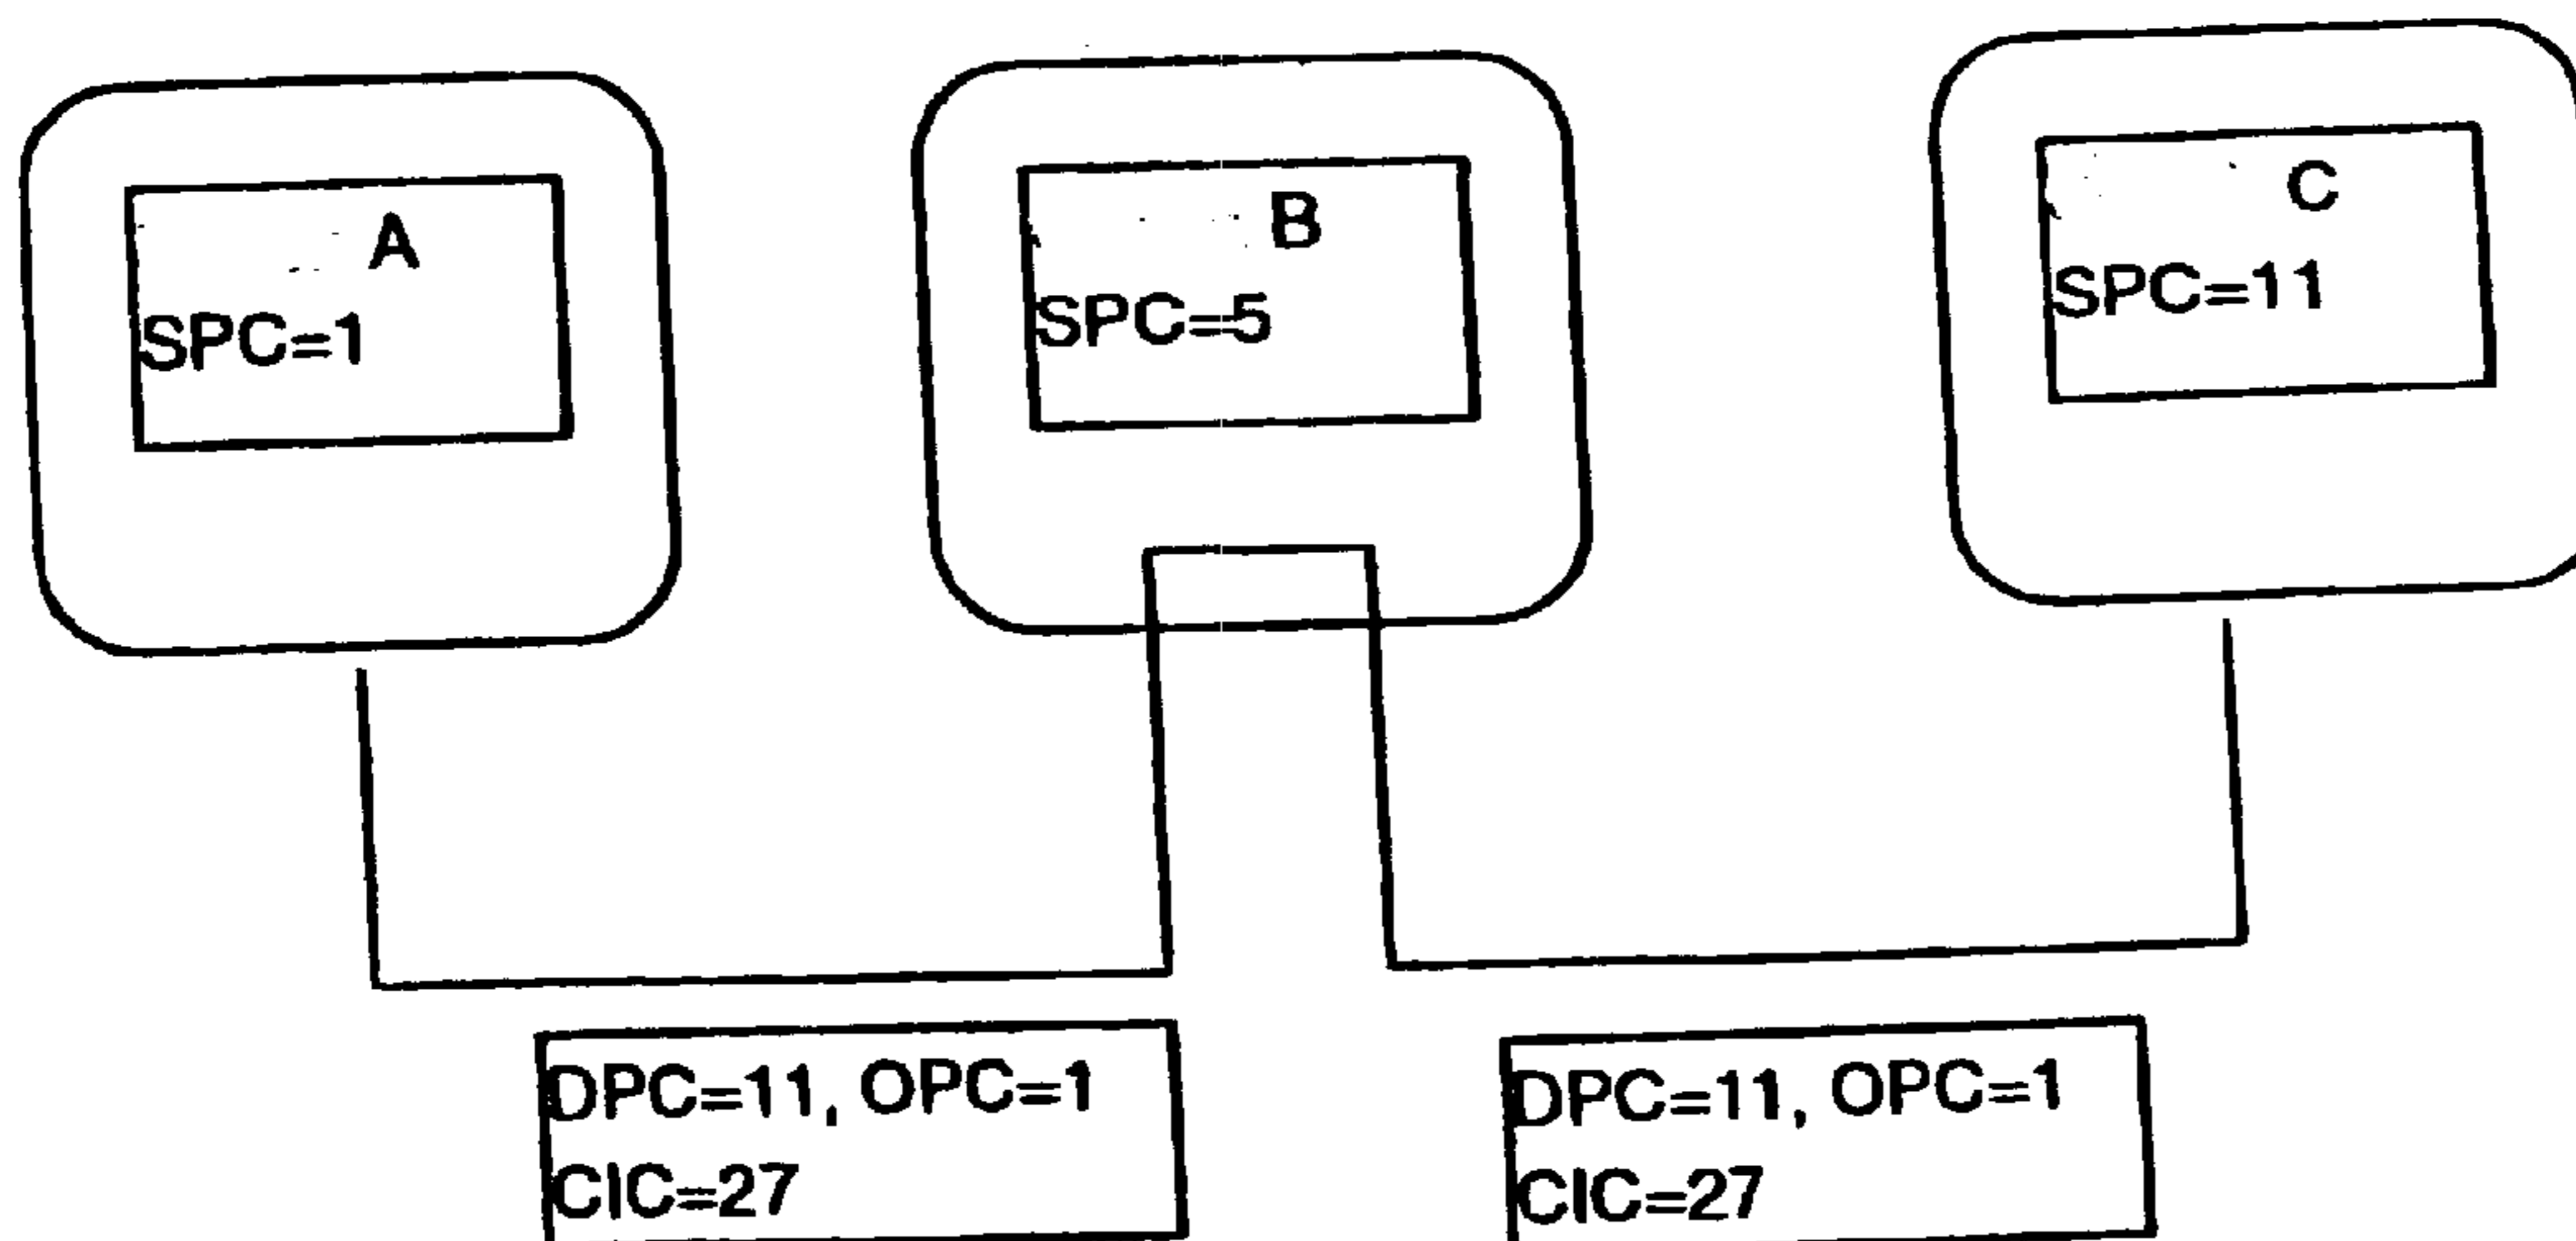 A
SPC=1
B
SPC=5
C
SPC=11
DPC=11, OPC=1
CIC=27
DPC=11, OPC=1
CIC=27